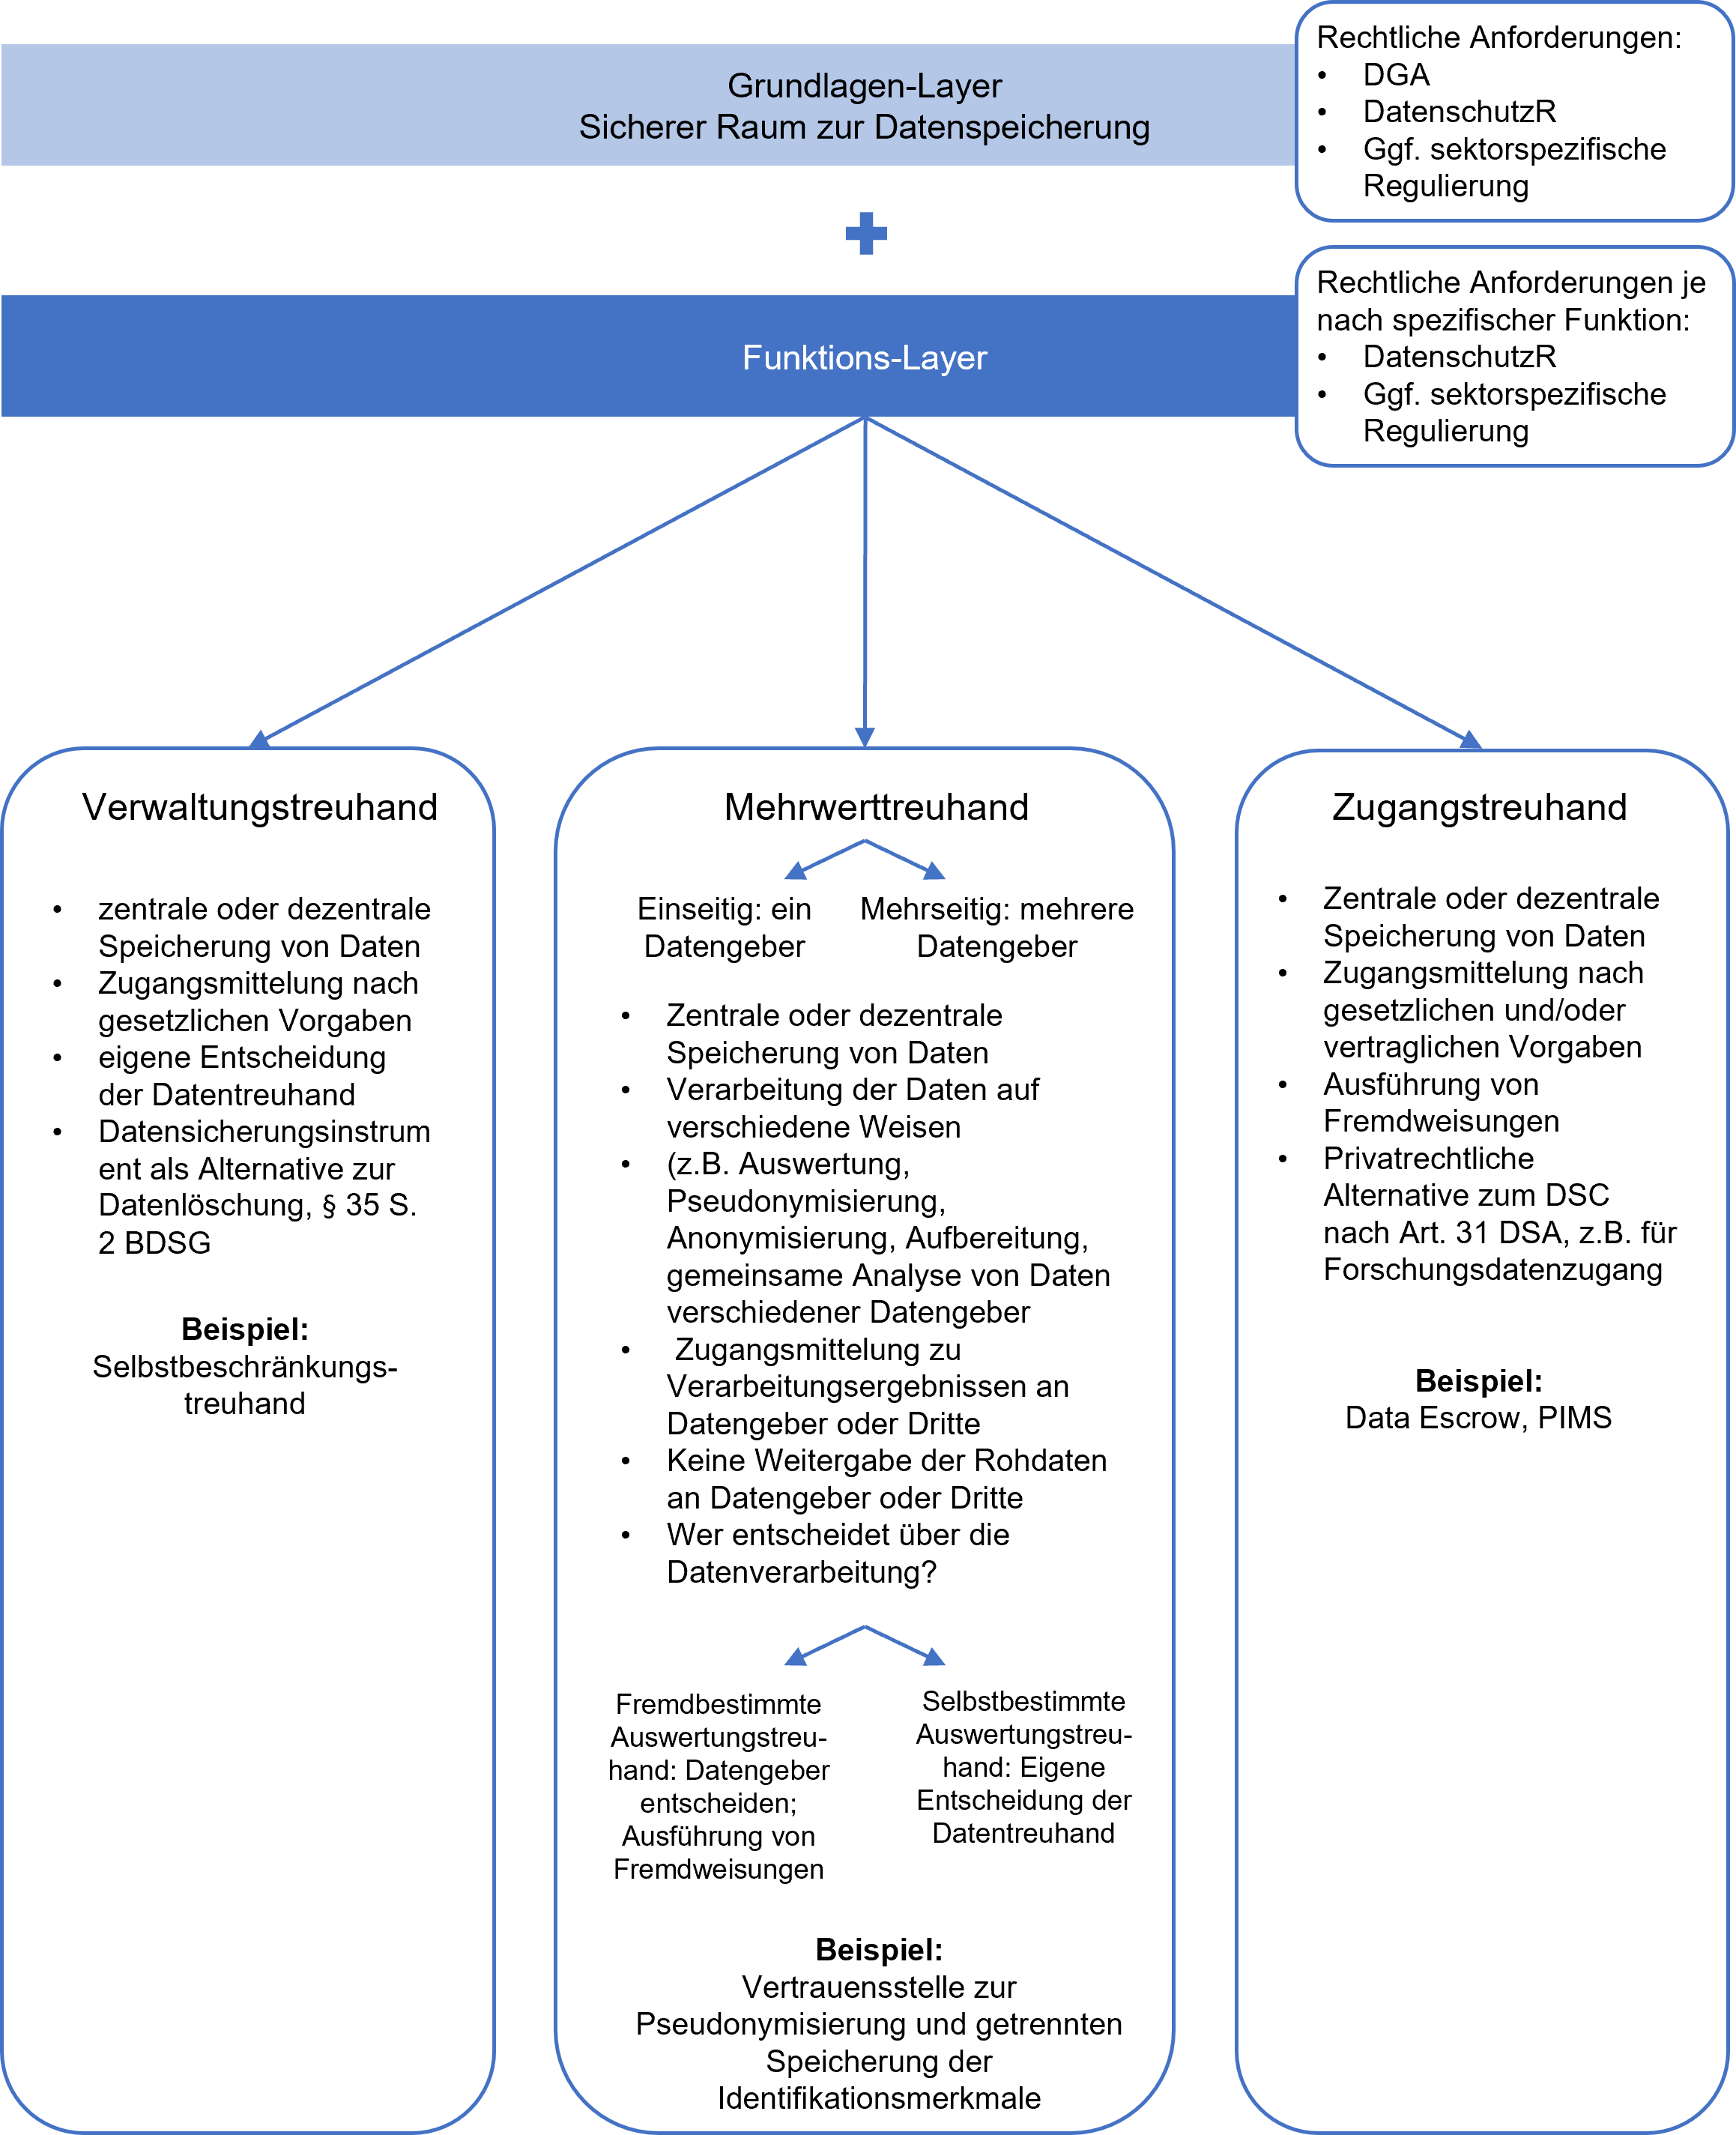 Grundlagen-Layer
Sicherer Raum zur Datenspeicherung
Rechtliche Anforderungen:
• DGA
• DatenschutzR
• Ggf. sektorspezifische
Regulierung
Funktions-Layer
Rechtliche Anforderungen je
nach spezifischer Funktion:
• DatenschutzR
• Ggf. sektorspezifische
Regulierung
Verwaltungstreuhand
• zentrale oder dezentrale
Speicherung von Daten
• Zugangsmittelung nach
gesetzlichen Vorgaben
• eigene Entscheidung
der Datentreuhand
• Datensicherungsinstrum
ent als Alternative zur
Datenlöschung, § 35 S.
2 BDSG
Beispiel:
Selbstbeschränkungs-
treuhand
Mehrwerttreuhand
Einseitig: ein
Datengeber
Mehrseitig: mehrere
Datengeber
• Zentrale oder dezentrale
Speicherung von Daten
• Verarbeitung der Daten auf
verschiedene Weisen
• (z.B. Auswertung,
Pseudonymisierung,
Anonymisierung, Aufbereitung,
gemeinsame Analyse von Daten
verschiedener Datengeber
• Zugangsmittelung zu
Verarbeitungsergebnissen an
Datengeber oder Dritte
• Keine Weitergabe der Rohdaten
an Datengeber oder Dritte
• Wer entscheidet über die
Datenverarbeitung?
Fremdbestimmte
Auswertungstreu-
hand: Datengeber
entscheiden;
Ausführung von
Fremdweisungen
Selbstbestimmte
Auswertungstreu-
hand: Eigene
Entscheidung der
Datentreuhand
Beispiel:
Vertrauensstelle zur
Pseudonymisierung und getrennten
Speicherung der
Identifikationsmerkmale
Zugangstreuhand
• Zentrale oder dezentrale
Speicherung von Daten
• Zugangsmittelung nach
gesetzlichen und/oder
vertraglichen Vorgaben
• Ausführung von
Fremdweisungen
• Privatrechtliche
Alternative zum DSC
nach Art. 31 DSA, z.B. für
Forschungsdatenzugang
Beispiel:
Data Escrow, PIMS